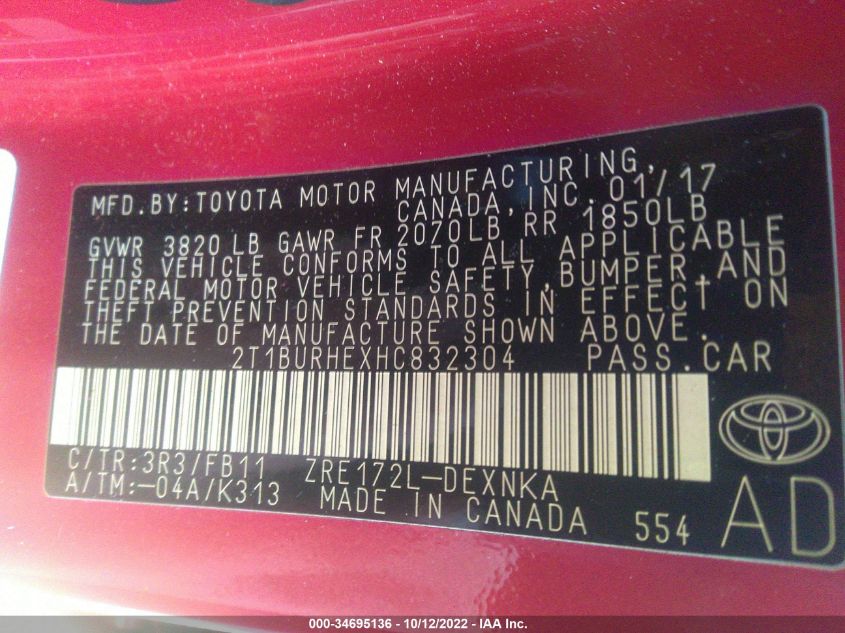 MFD.BY:TOYOTA MOTOR MANUFACTURING,
CANADA,INC. 01/17
GVWR 3820 LB GAWR FR 2070LB RR 1850LB
THIS VEHICLE CONFORMS TO ALL APPLICABLE
FEDERAL MOTOR VEHICLE SAFETY,BUMPER,AND
THEFT PREVENTION STANDARDS IN EFFECT ON
THE DATE OF MANUFACTURE SHOWN ABOVE.
2T1BURHEXHC832304 PASS.CAR
C/TR:3R3/FB11 ZRE172L-DEXNKA
A/TM:-04A/K313 MADE IN CANADA 554 AD
000-34695136 - 10/12/2022 - IAA Inc.